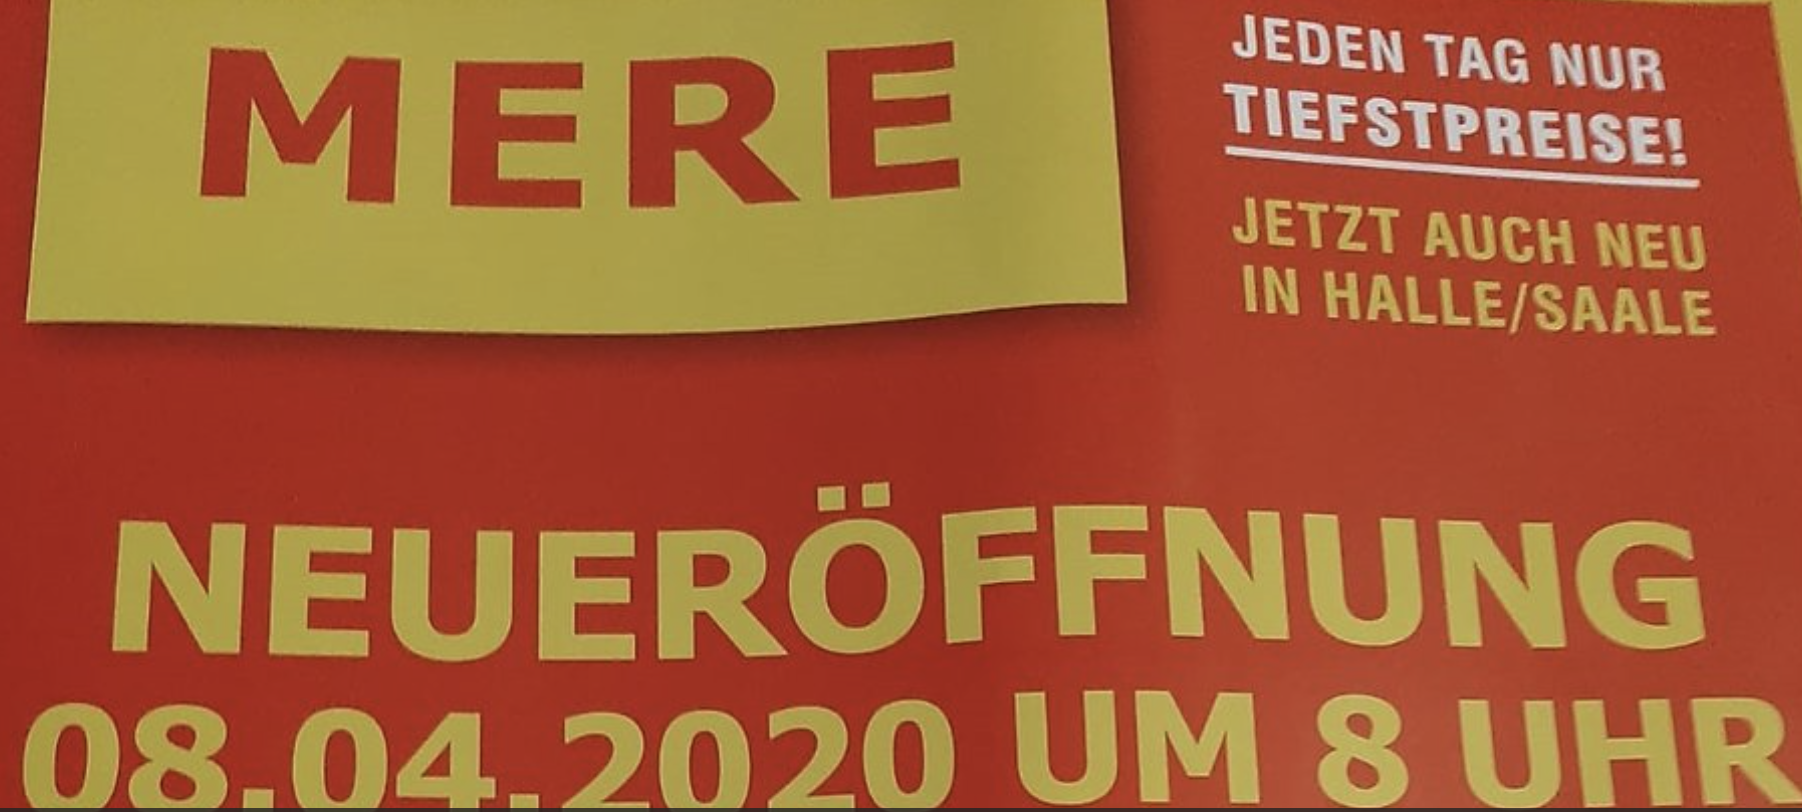 MERE
JEDEN TAG NUR
TIEFSTPREISE!
JETZT AUCH NEU
IN HALLE/SAALE
NEUERÖFFNUNG
08.04.2020 UM 8 UHR